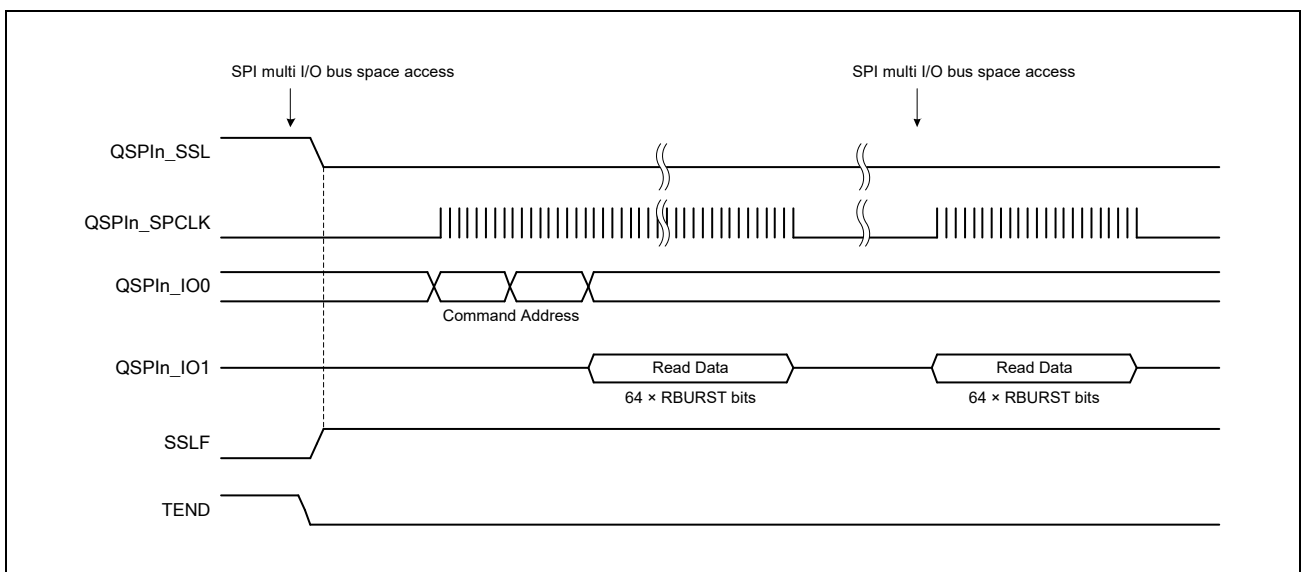 SPI multi I/O bus space access
SPI multi I/O bus space access
QSPIn_SSL
QSPIn_SPCLK
QSPIn_IO0
Command Address
QSPIn_IO1
Read Data
Read Data
64 × RBURST bits
64 × RBURST bits
SSLF
TEND